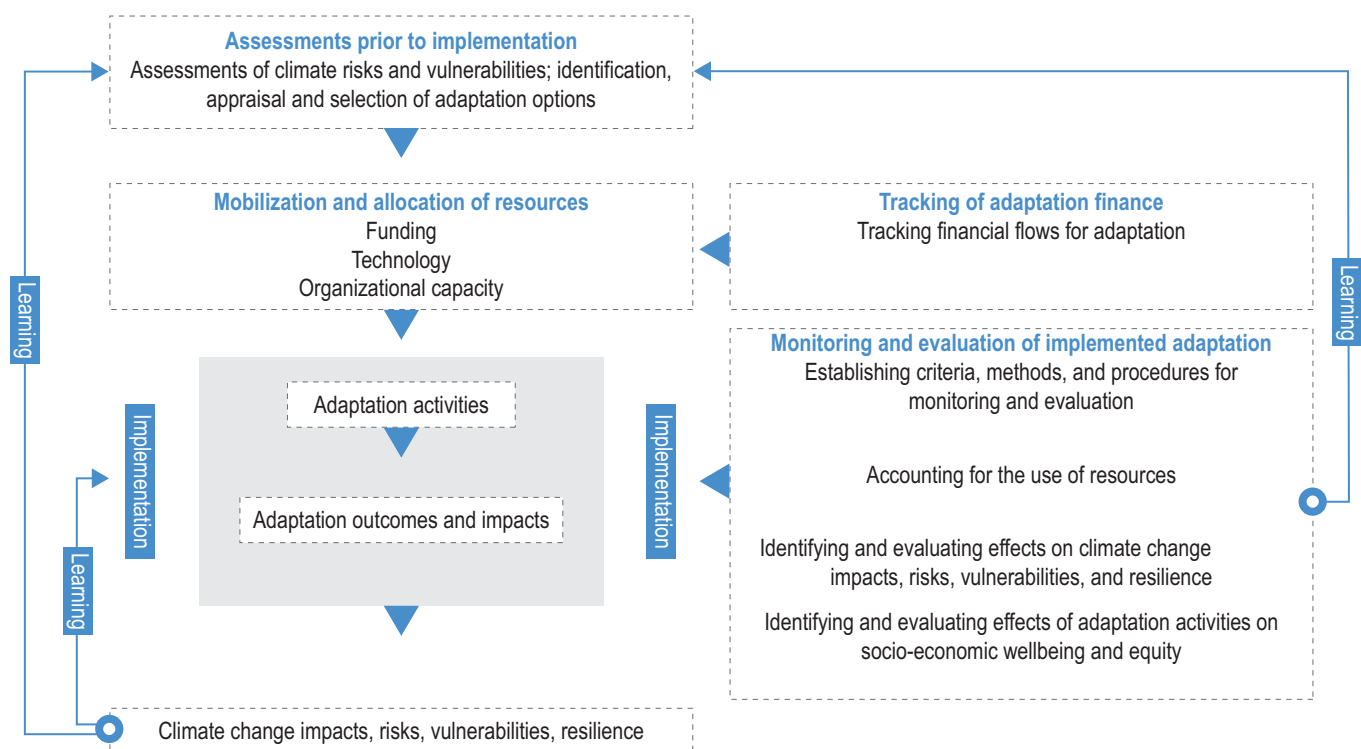 Assessments prior to implementation
Assessments of climate risks and vulnerabilities; identification,
appraisal and selection of adaptation options
Mobilization and allocation of resources
Funding
Technology
Organizational capacity
Tracking of adaptation finance
Tracking financial flows for adaptation
Learning
Learning
Monitoring and evaluation of implemented adaptation
Establishing criteria, methods, and procedures for
monitoring and evaluation
Accounting for the use of resources
Identifying and evaluating effects on climate change
impacts, risks, vulnerabilities, and resilience
Identifying and evaluating effects of adaptation activities on
socio-economic wellbeing and equity
Implementation
Adaptation activities
Adaptation outcomes and impacts
Implementation
Learning
Climate change impacts, risks, vulnerabilities, resilience